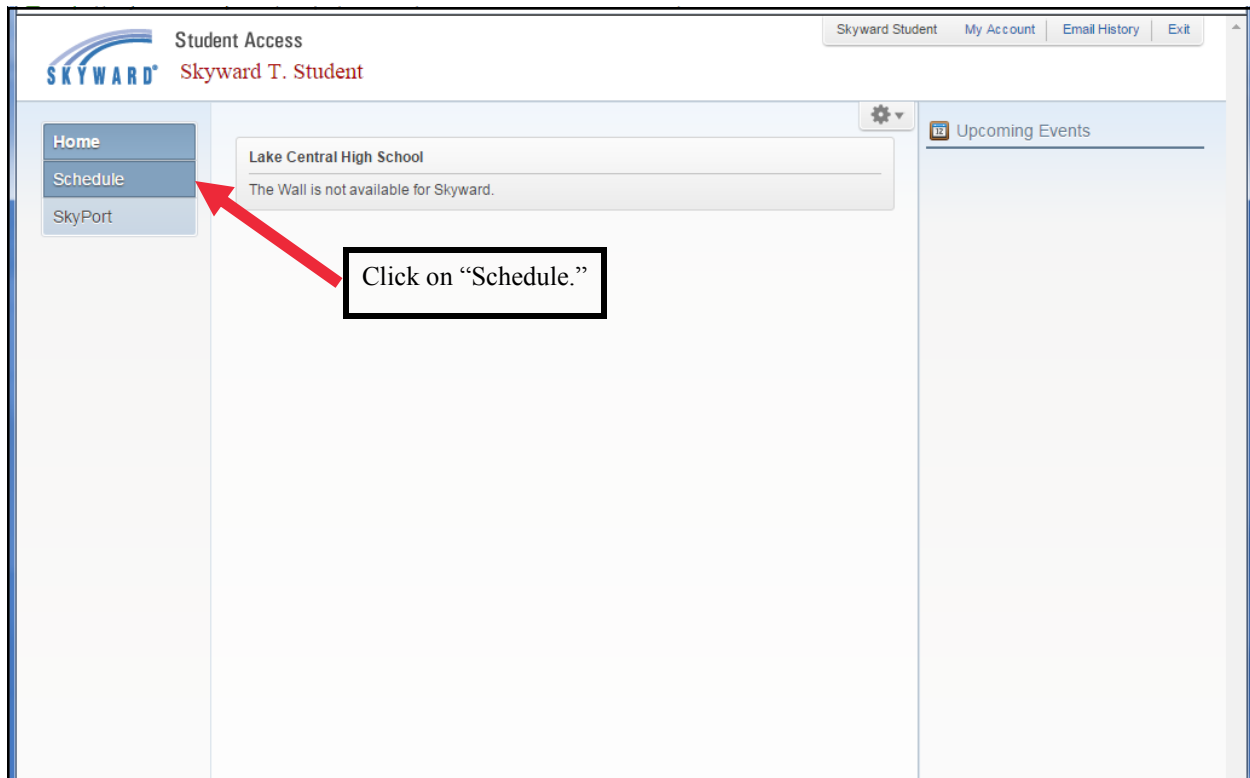 Student Access
Skyward Student My Account Email History Exit
SKYWARD®
Skyward T. Student
Home
Schedule
SkyPort
Lake Central High School
The Wall is not available for Skyward.
12 Upcoming Events
Click on “Schedule.”